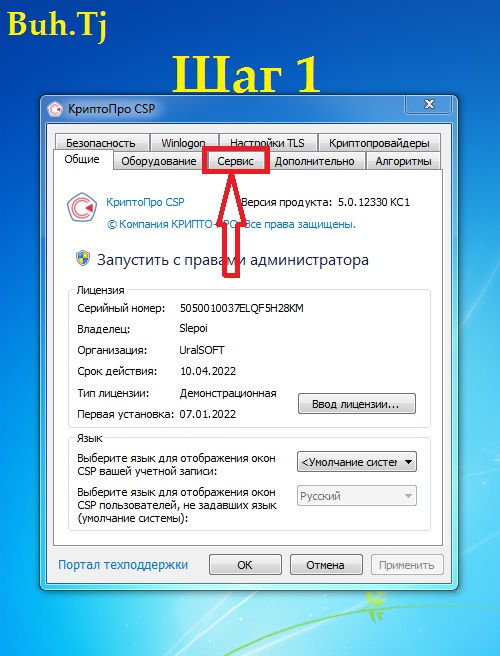 Buh.Tj
Шаг 1
КриптоПро CSP
Безопасность Winlogon Настройки TLS Криптопровайдеры
Общие Оборудование Сервис Дополнительно Алгоритмы
КриптоПро CSP Версия продукта: 5.0.12330 KC1
© Компания КРИПТО-ПРО. Все права защищены.
Запустить с правами администратора
Лицензия
Серийный номер: 5050010037ELQF5H28KM
Владелец: Slepoi
Организация: UralSOFT
Срок действия: 10.04.2022
Тип лицензии: Демонстрационная
Ввод лицензии...
Первая установка: 07.01.2022
Язык
Выберите язык для отображения окон <Умолчание систем
CSP вашей учетной записи:
Выберите язык для отображения окон Русский
CSP пользователей, не задавших язык
(умолчание системы):
Портал техподдержки ОК Отмена Применить